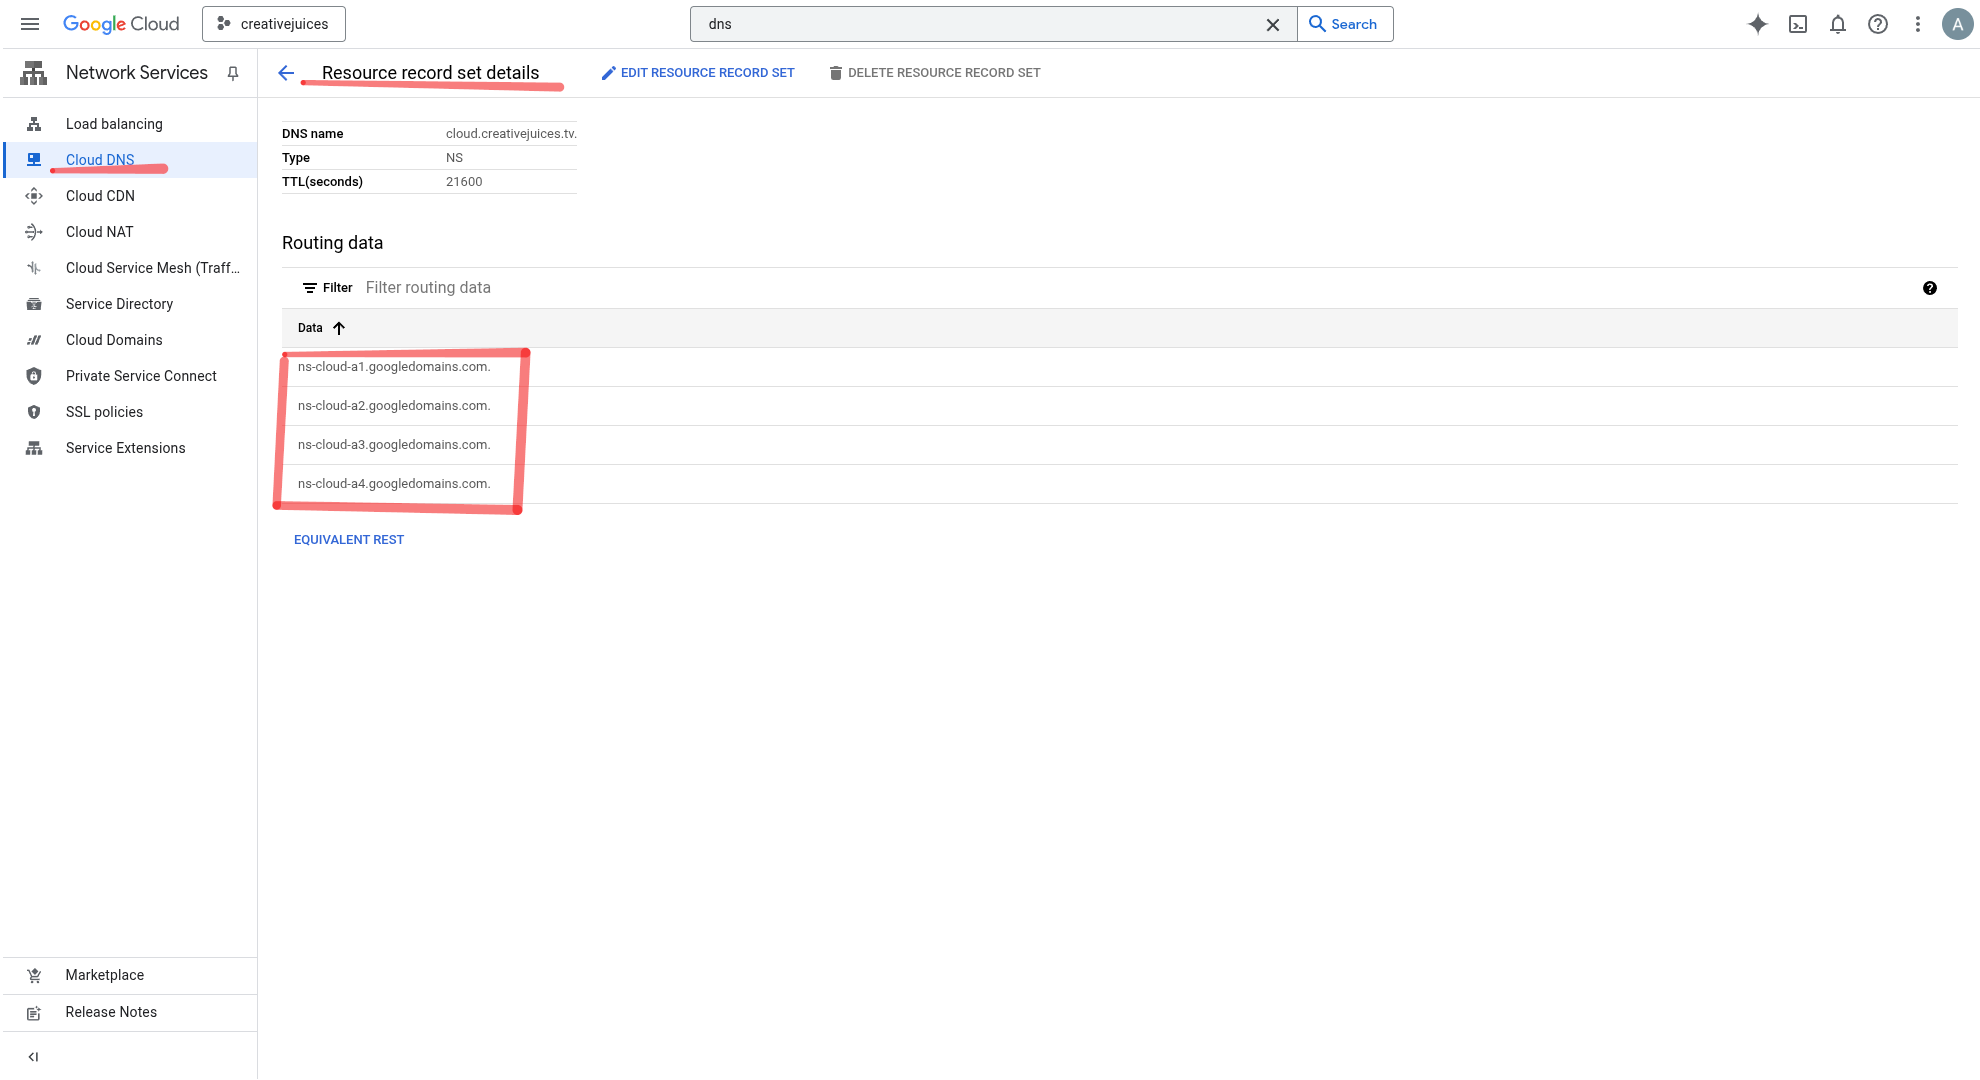 Google Cloud
creativejuices
dns
Search
A
Network Services
Resource record set details
EDIT RESOURCE RECORD SET
DELETE RESOURCE RECORD SET
Load balancing
Cloud DNS
Cloud CDN
Cloud NAT
Cloud Service Mesh (Traff...
Service Directory
Cloud Domains
Private Service Connect
SSL policies
Service Extensions
Marketplace
Release Notes
DNS name cloud.creativejuices.tv.
Type NS
TTL(seconds) 21600
Routing data
Filter Filter routing data
Data
ns-cloud-a1.googledomains.com.
ns-cloud-a2.googledomains.com.
ns-cloud-a3.googledomains.com.
ns-cloud-a4.googledomains.com.
EQUIVALENT REST